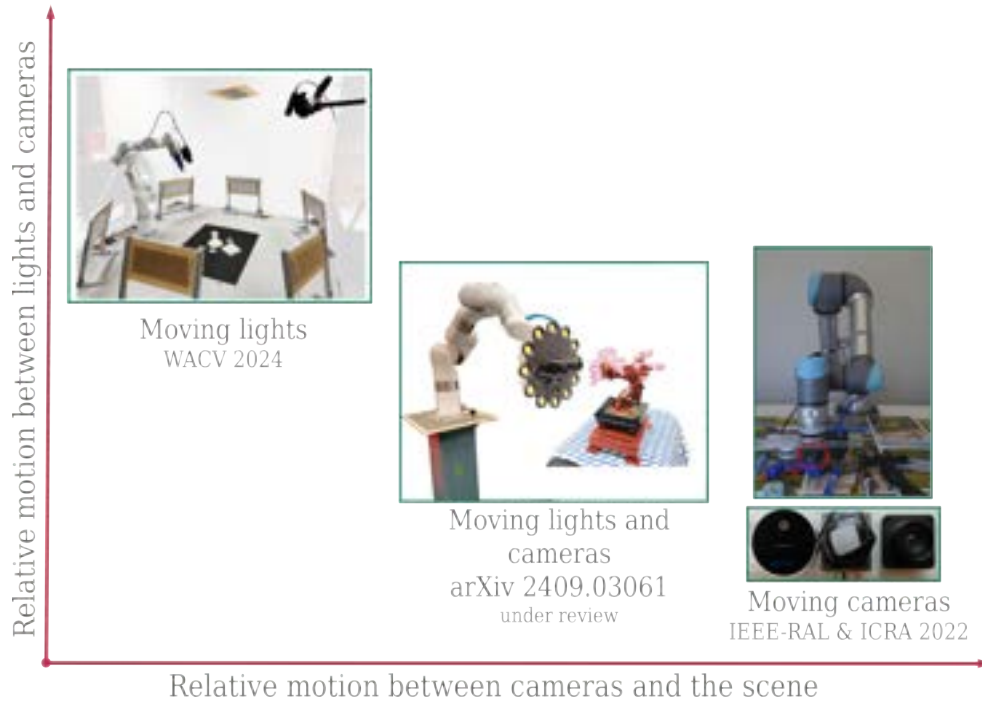 Relative motion between lights and cameras
Moving lights
WACV 2024
Moving lights and
cameras
arXiv 2409.03061
under review
Moving cameras
IEEE-RAL & ICRA 2022
Relative motion between cameras and the scene